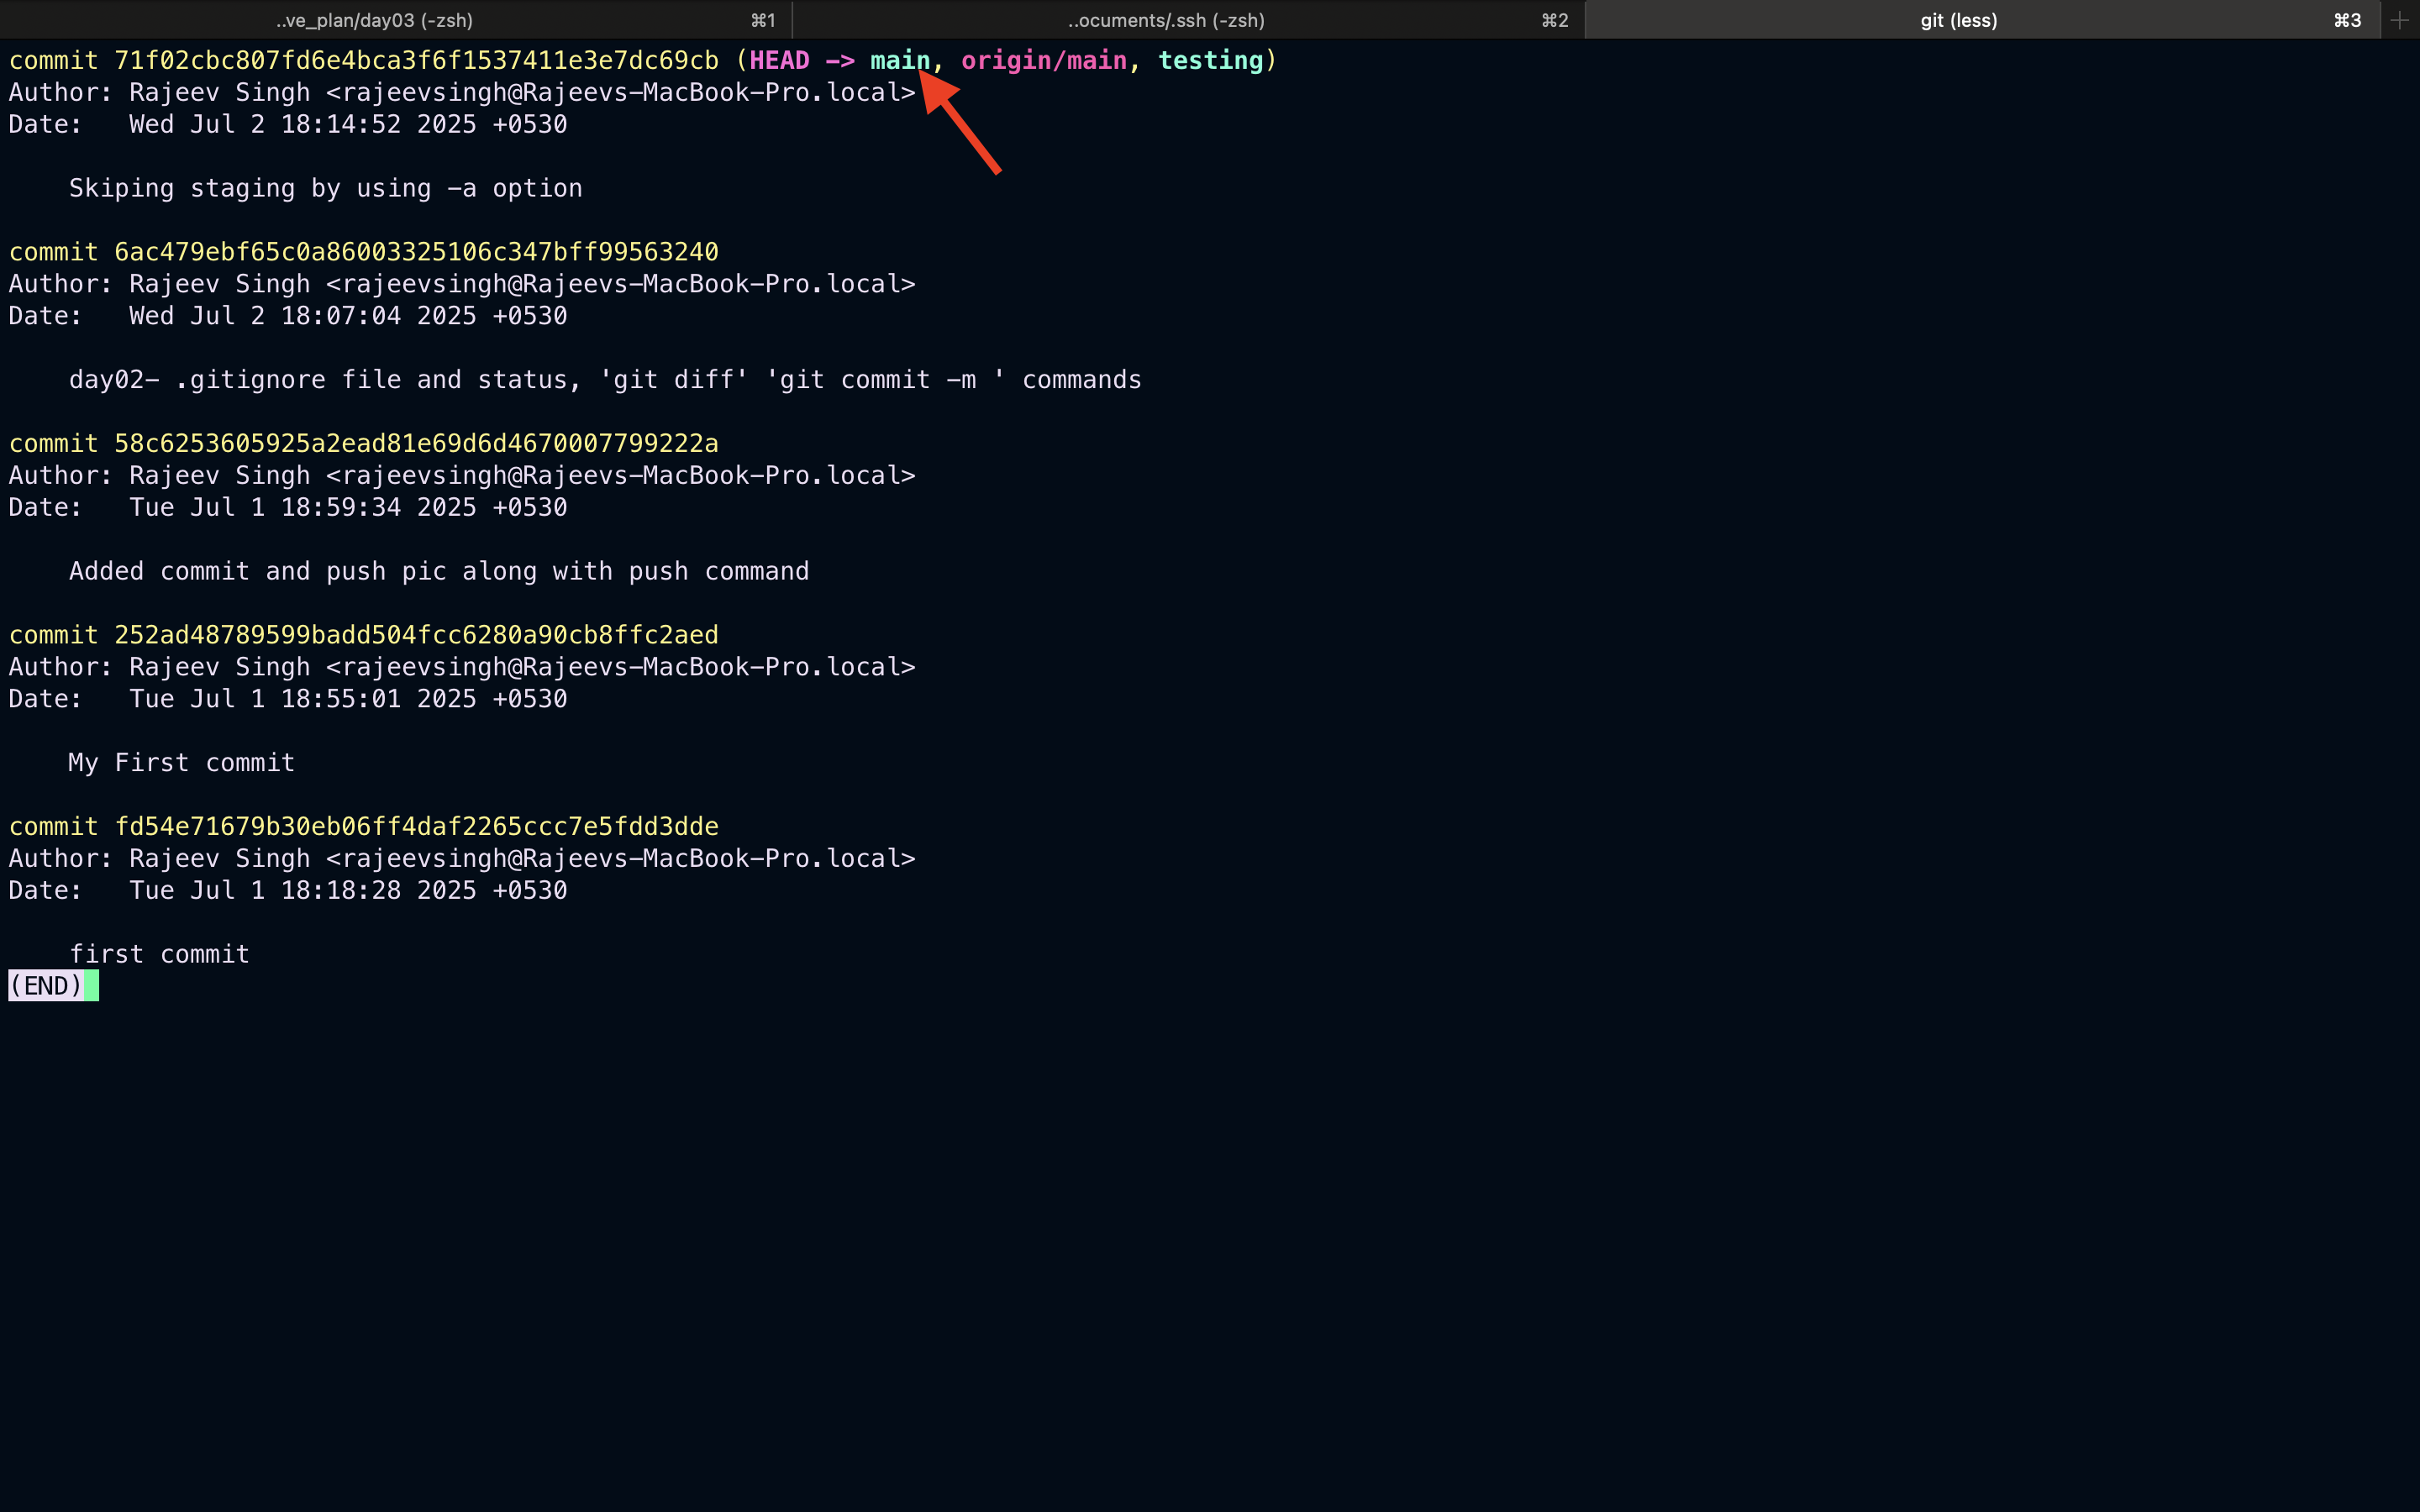 ..ve_plan/day03 (-zsh) ⌘1 ..ocuments/.ssh (-zsh) ⌘2 git (less) ⌘3
commit 71f02cbc807fd6e4bca3f6f1537411e3e7dc69cb (HEAD -> main, origin/main, testing)
Author: Rajeev Singh <rajeevsingh@Rajeevs-MacBook-Pro.local>
Date:   Wed Jul 2 18:14:52 2025 +0530
    Skiping staging by using -a option
commit 6ac479ebf65c0a86003325106c347bff99563240
Author: Rajeev Singh <rajeevsingh@Rajeevs-MacBook-Pro.local>
Date:   Wed Jul 2 18:07:04 2025 +0530
    day02- .gitignore file and status, 'git diff' 'git commit -m ' commands
commit 58c6253605925a2ead81e69d6d4670007799222a
Author: Rajeev Singh <rajeevsingh@Rajeevs-MacBook-Pro.local>
Date:   Tue Jul 1 18:59:34 2025 +0530
    Added commit and push pic along with push command
commit 252ad48789599badd504fcc6280a90cb8ffc2aed
Author: Rajeev Singh <rajeevsingh@Rajeevs-MacBook-Pro.local>
Date:   Tue Jul 1 18:55:01 2025 +0530
    My First commit
commit fd54e71679b30eb06ff4daf2265ccc7e5fdd3dde
Author: Rajeev Singh <rajeevsingh@Rajeevs-MacBook-Pro.local>
Date:   Tue Jul 1 18:18:28 2025 +0530
    first commit
(END)